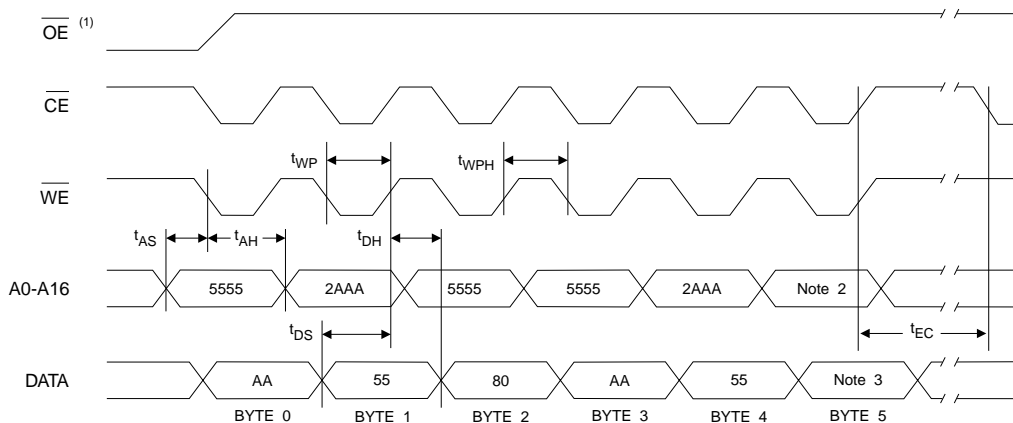 OE (1)
CE
tWP
tWPH
WE
tAS
tAH
tDH
A0-A16
5555
2AAA
5555
5555
2AAA
Note 2
tDS
tEC
DATA
AA
55
80
AA
55
Note 3
BYTE 0
BYTE 1
BYTE 2
BYTE 3
BYTE 4
BYTE 5